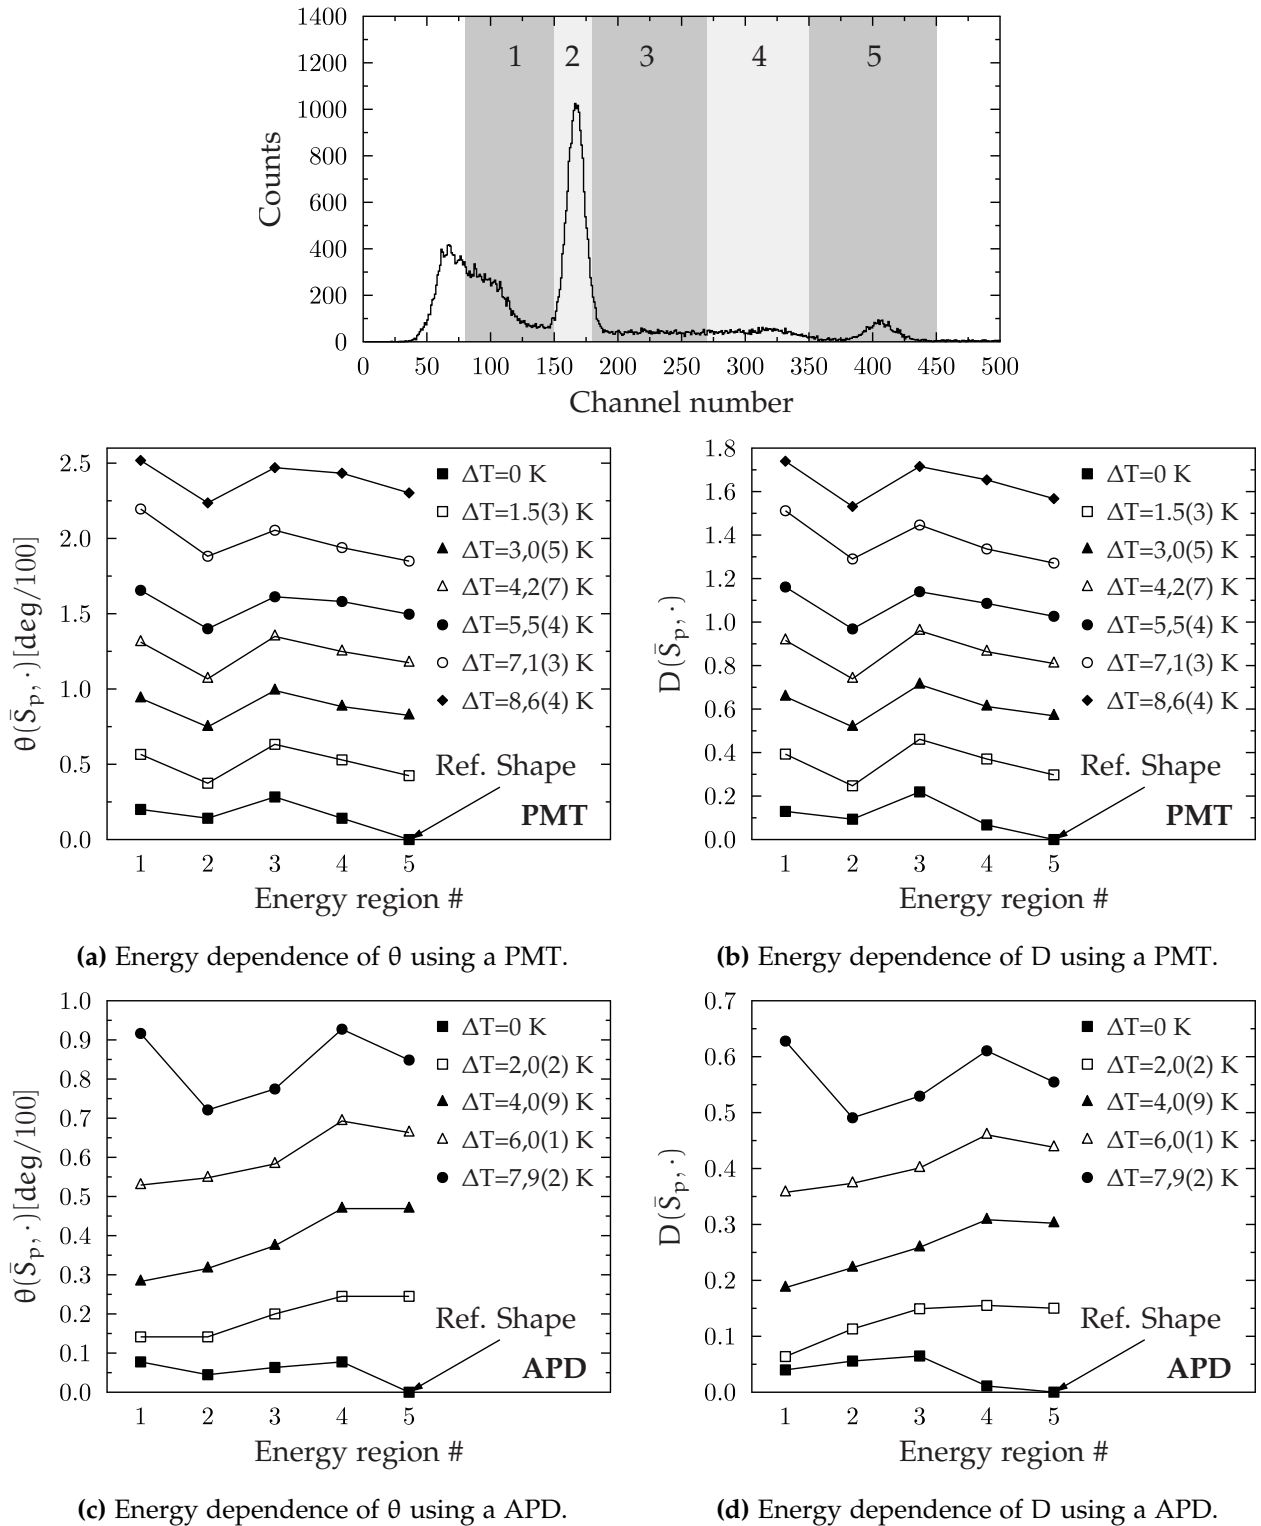 1400
1200
1000
800
600
400
200
0
Counts
1 2 3 4 5
0 50 100 150 200 250 300 350 400 450 500
Channel number
2.5
2.0
1.5
1.0
0.5
0.0
θ(S̄p, ·)[deg/100]
ΔT=0 K
ΔT=1.5(3) K
ΔT=3,0(5) K
ΔT=4,2(7) K
ΔT=5,5(4) K
ΔT=7,1(3) K
ΔT=8,6(4) K
Ref. Shape
PMT
1 2 3 4 5
Energy region #
(a) Energy dependence of θ using a PMT.
1.8
1.6
1.4
1.2
1.0
0.8
0.6
0.4
0.2
0.0
D(S̄p, ·)
ΔT=0 K
ΔT=1.5(3) K
ΔT=3,0(5) K
ΔT=4,2(7) K
ΔT=5,5(4) K
ΔT=7,1(3) K
ΔT=8,6(4) K
Ref. Shape
PMT
1 2 3 4 5
Energy region #
(b) Energy dependence of D using a PMT.
1.0
0.9
0.8
0.7
0.6
0.5
0.4
0.3
0.2
0.1
0.0
θ(S̄p, ·)[deg/100]
ΔT=0 K
ΔT=2,0(2) K
ΔT=4,0(9) K
ΔT=6,0(1) K
ΔT=7,9(2) K
Ref. Shape
APD
1 2 3 4 5
Energy region #
(c) Energy dependence of θ using a APD.
0.7
0.6
0.5
0.4
0.3
0.2
0.1
0.0
D(S̄p, ·)
ΔT=0 K
ΔT=2,0(2) K
ΔT=4,0(9) K
ΔT=6,0(1) K
ΔT=7,9(2) K
Ref. Shape
APD
1 2 3 4 5
Energy region #
(d) Energy dependence of D using a APD.